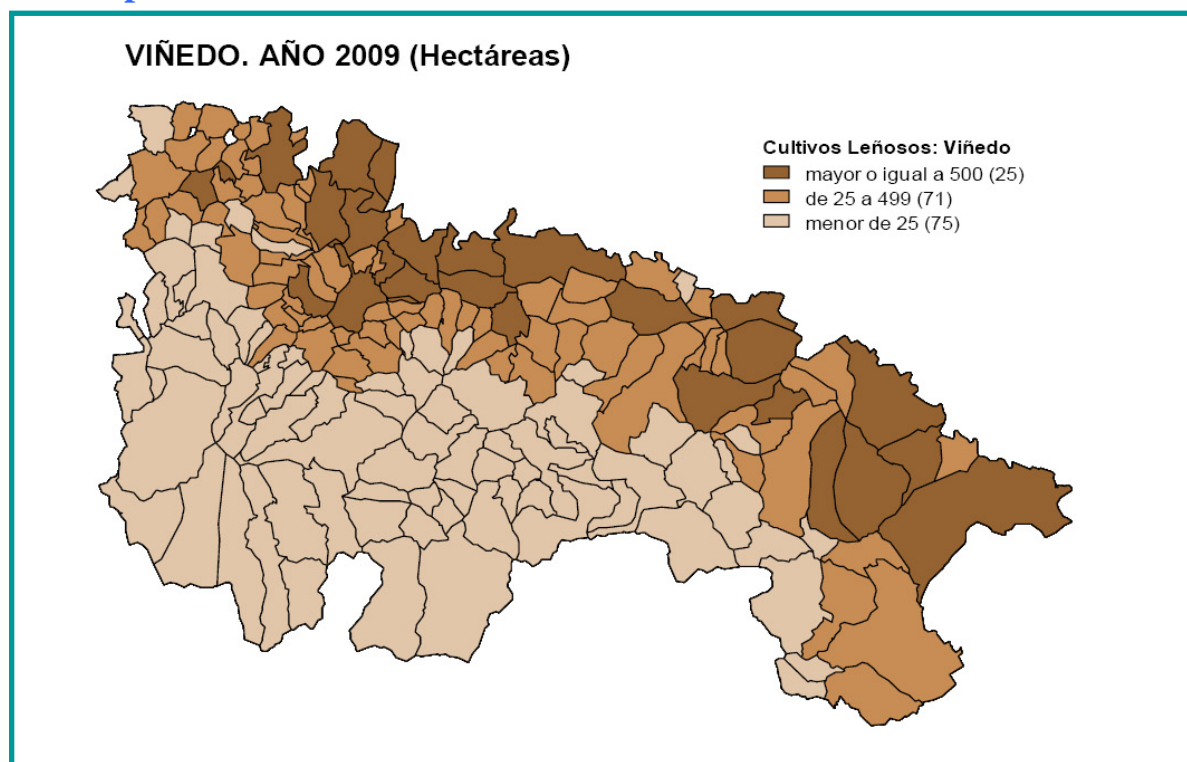 VIÑEDO. AÑO 2009 (Hectáreas)
Cultivos Leñosos: Viñedo
mayor o igual a 500 (25)
de 25 a 499 (71)
menor de 25 (75)